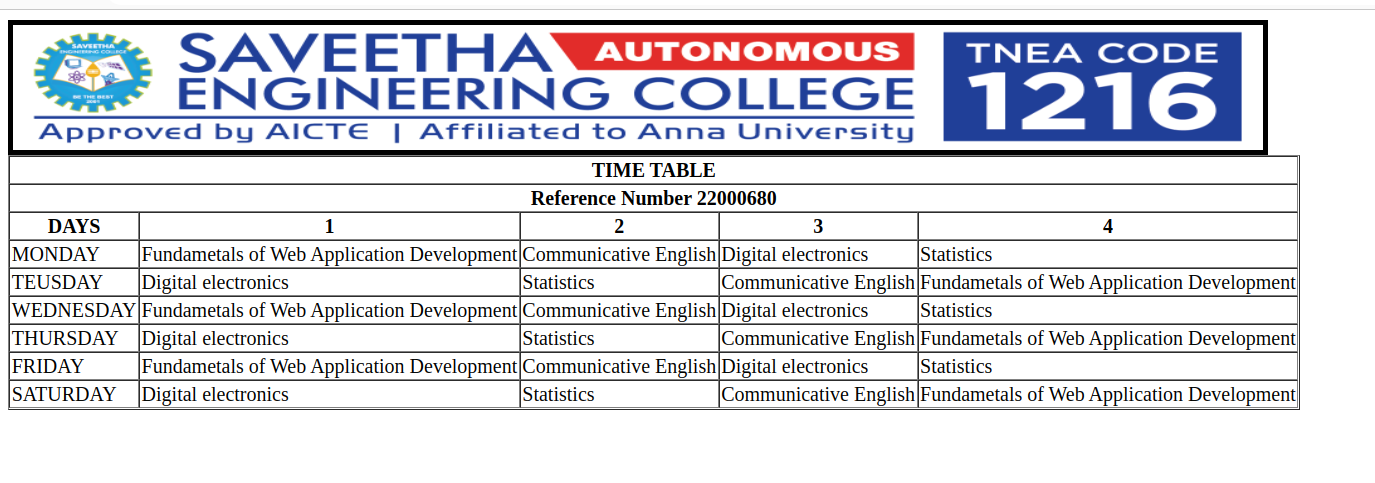 SAVEETHA
ENGINEERING COLLEGE
BE THE BEST
2001
SAVEETHA AUTONOMOUS
ENGINEERING COLLEGE
Approved by AICTE | Affiliated to Anna University
TNEA CODE
1216
TIME TABLE
Reference Number 22000680
DAYS 1 2 3 4
MONDAY Fundametals of Web Application Development Communicative English Digital electronics Statistics
TEUSDAY Digital electronics Statistics Communicative English Fundametals of Web Application Development
WEDNESDAY Fundametals of Web Application Development Communicative English Digital electronics Statistics
THURSDAY Digital electronics Statistics Communicative English Fundametals of Web Application Development
FRIDAY Fundametals of Web Application Development Communicative English Digital electronics Statistics
SATURDAY Digital electronics Statistics Communicative English Fundametals of Web Application Development